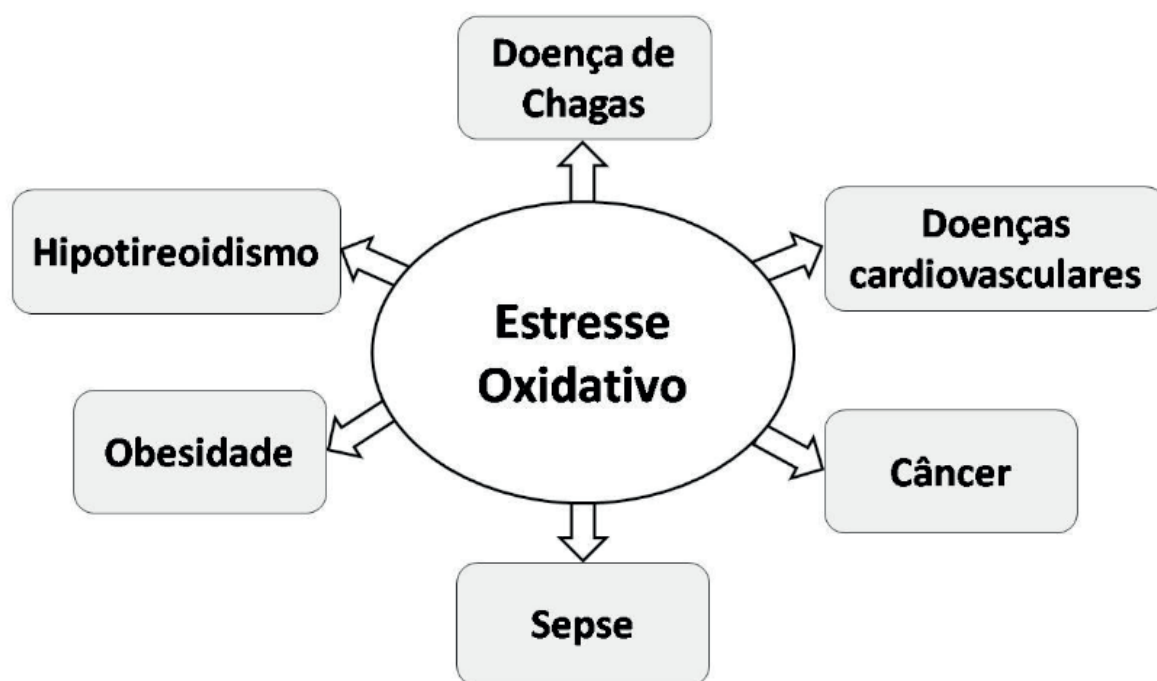 Doença de
Chagas
Hipotireoidismo
Doenças
cardiovasculares
Estresse
Oxidativo
Obesidade
Câncer
Sepse